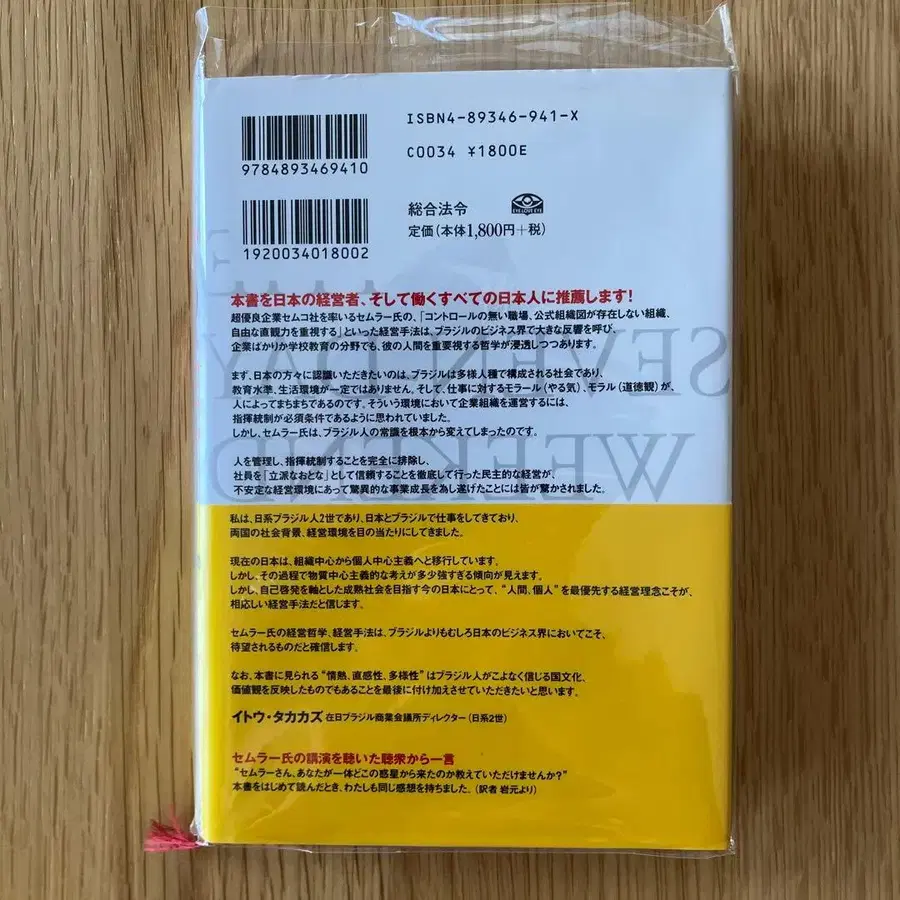 ISBN4-89346-941-X
9784893469410
C0034 ¥1800E
1920034018002
総合法令
EYE LOVE EYE
定価(本体1,800円+税)
SEVEN-DAY
WEEKEND
本書を日本の経営者、そして働くすべての日本人に推薦します!
超優良企業セムコ社を率いるセムラー氏の、「コントロールの無い職場、公式組織図が存在しない組織、
自由な直観力を重視する」といった経営手法は、ブラジルのビジネス界で大きな反響を呼び、
企業ばかりか学校教育の分野でも、彼の人間を重要視する哲学が浸透しつつあります。
まず、日本の方々に認識いただきたいのは、ブラジルは多様人種で構成される社会であり、
教育水準、生活環境が一定ではありません。そして、仕事に対するモラール(やる気)、モラル(道徳観)が、
人によってまちまちであるのです。そういう環境において企業組織を運営するには、
指揮統制が必須条件であるように思われていました。
しかし、セムラー氏は、ブラジル人の常識を根本から変えてしまったのです。
人を管理し、指揮統制することを完全に排除し、
社員を「立派なおとな」として信頼することを徹底して行った民主的な経営が、
不安定な経営環境にあって驚異的な事業成長を為し遂げたことには皆が驚かされました。
私は、日系ブラジル人2世であり、日本とブラジルで仕事をしてきており、
両国の社会背景、経営環境を目の当たりにしてきました。
現在の日本は、組織中心から個人中心主義へと移行しています。
しかし、その過程で物質中心主義的な考えが多少強すぎる傾向が見えます。
しかし、自己啓発を軸とした成熟社会を目指す今の日本にとって、“人間、個人”を最優先する経営理念こそが、
相応しい経営手法だと信じます。
セムラー氏の経営哲学、経営手法は、ブラジルよりもむしろ日本のビジネス界においてこそ、
待望されるものだと確信します。
なお、本書に見られる“情熱、直感性、多様性”はブラジル人がこよなく信じる国文化、
価値観を反映したものでもあることを最後に付け加えさせていただきたいと思います。
イトウ・タカカズ 在日ブラジル商業会議所ディレクター(日系2世)
セムラー氏の講演を聴いた聴衆から一言
“セムラーさん、あなたが一体どこの惑星から来たのか教えていただけませんか?”
本書をはじめて読んだとき、わたしも同じ感想を持ちました。(訳者 岩元より)